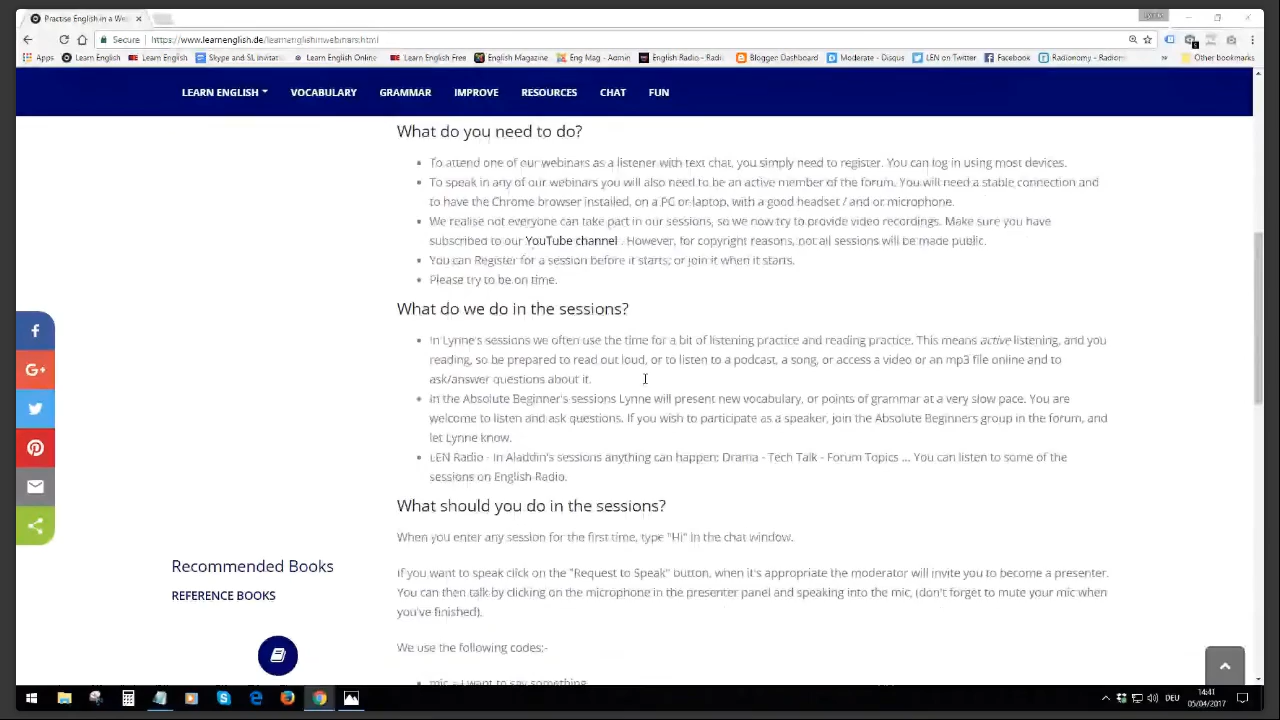 Practise English in a We
Secure
https://www.learnenglish.de/learnenglishinwebinars.html
Apps
Learn English
Learn English
Skype and SL invitat
Learn English Online
Learn English Free
English Magazine
Eng Mag - Admin
English Radio - Radi
Blogger Dashboard
Moderate - Disqus
LEN on Twitter
Facebook
Radionomy - Radion
Other bookmarks
LEARN ENGLISH
VOCABULARY
GRAMMAR
IMPROVE
RESOURCES
CHAT
FUN
What do you need to do?
To attend one of our webinars as a listener with text chat, you simply need to register. You can log in using most devices.
To speak in any of our webinars you will also need to be an active member of the forum. You will need a stable connection and
to have the Chrome browser installed, on a PC or laptop, with a good headset / and or microphone.
We realise not everyone can take part in our sessions, so we now try to provide video recordings. Make sure you have
subscribed to our YouTube channel . However, for copyright reasons, not all sessions will be made public.
You can Register for a session before it starts, or join it when it starts.
Please try to be on time.
What do we do in the sessions?
In Lynne's sessions we often use the time for a bit of listening practice and reading practice. This means active listening, and you
reading, so be prepared to read out loud, or to listen to a podcast, a song, or access a video or an mp3 file online and to
ask/answer questions about it.
In the Absolute Beginner's sessions Lynne will present new vocabulary, or points of grammar at a very slow pace. You are
welcome to listen and ask questions. If you wish to participate as a speaker, join the Absolute Beginners group in the forum, and
let Lynne know.
LEN Radio - In Aladdin's sessions anything can happen: Drama - Tech Talk - Forum Topics ... You can listen to some of the
sessions on English Radio.
What should you do in the sessions?
When you enter any session for the first time, type "Hi" in the chat window.
If you want to speak click on the "Request to Speak" button, when it's appropriate the moderator will invite you to become a presenter.
You can then talk by clicking on the microphone in the presenter panel and speaking into the mic, (don't forget to mute your mic when
you've finished).
We use the following codes:-
mic - I want to say something
Recommended Books
REFERENCE BOOKS
DEU
14:41
05/04/2017